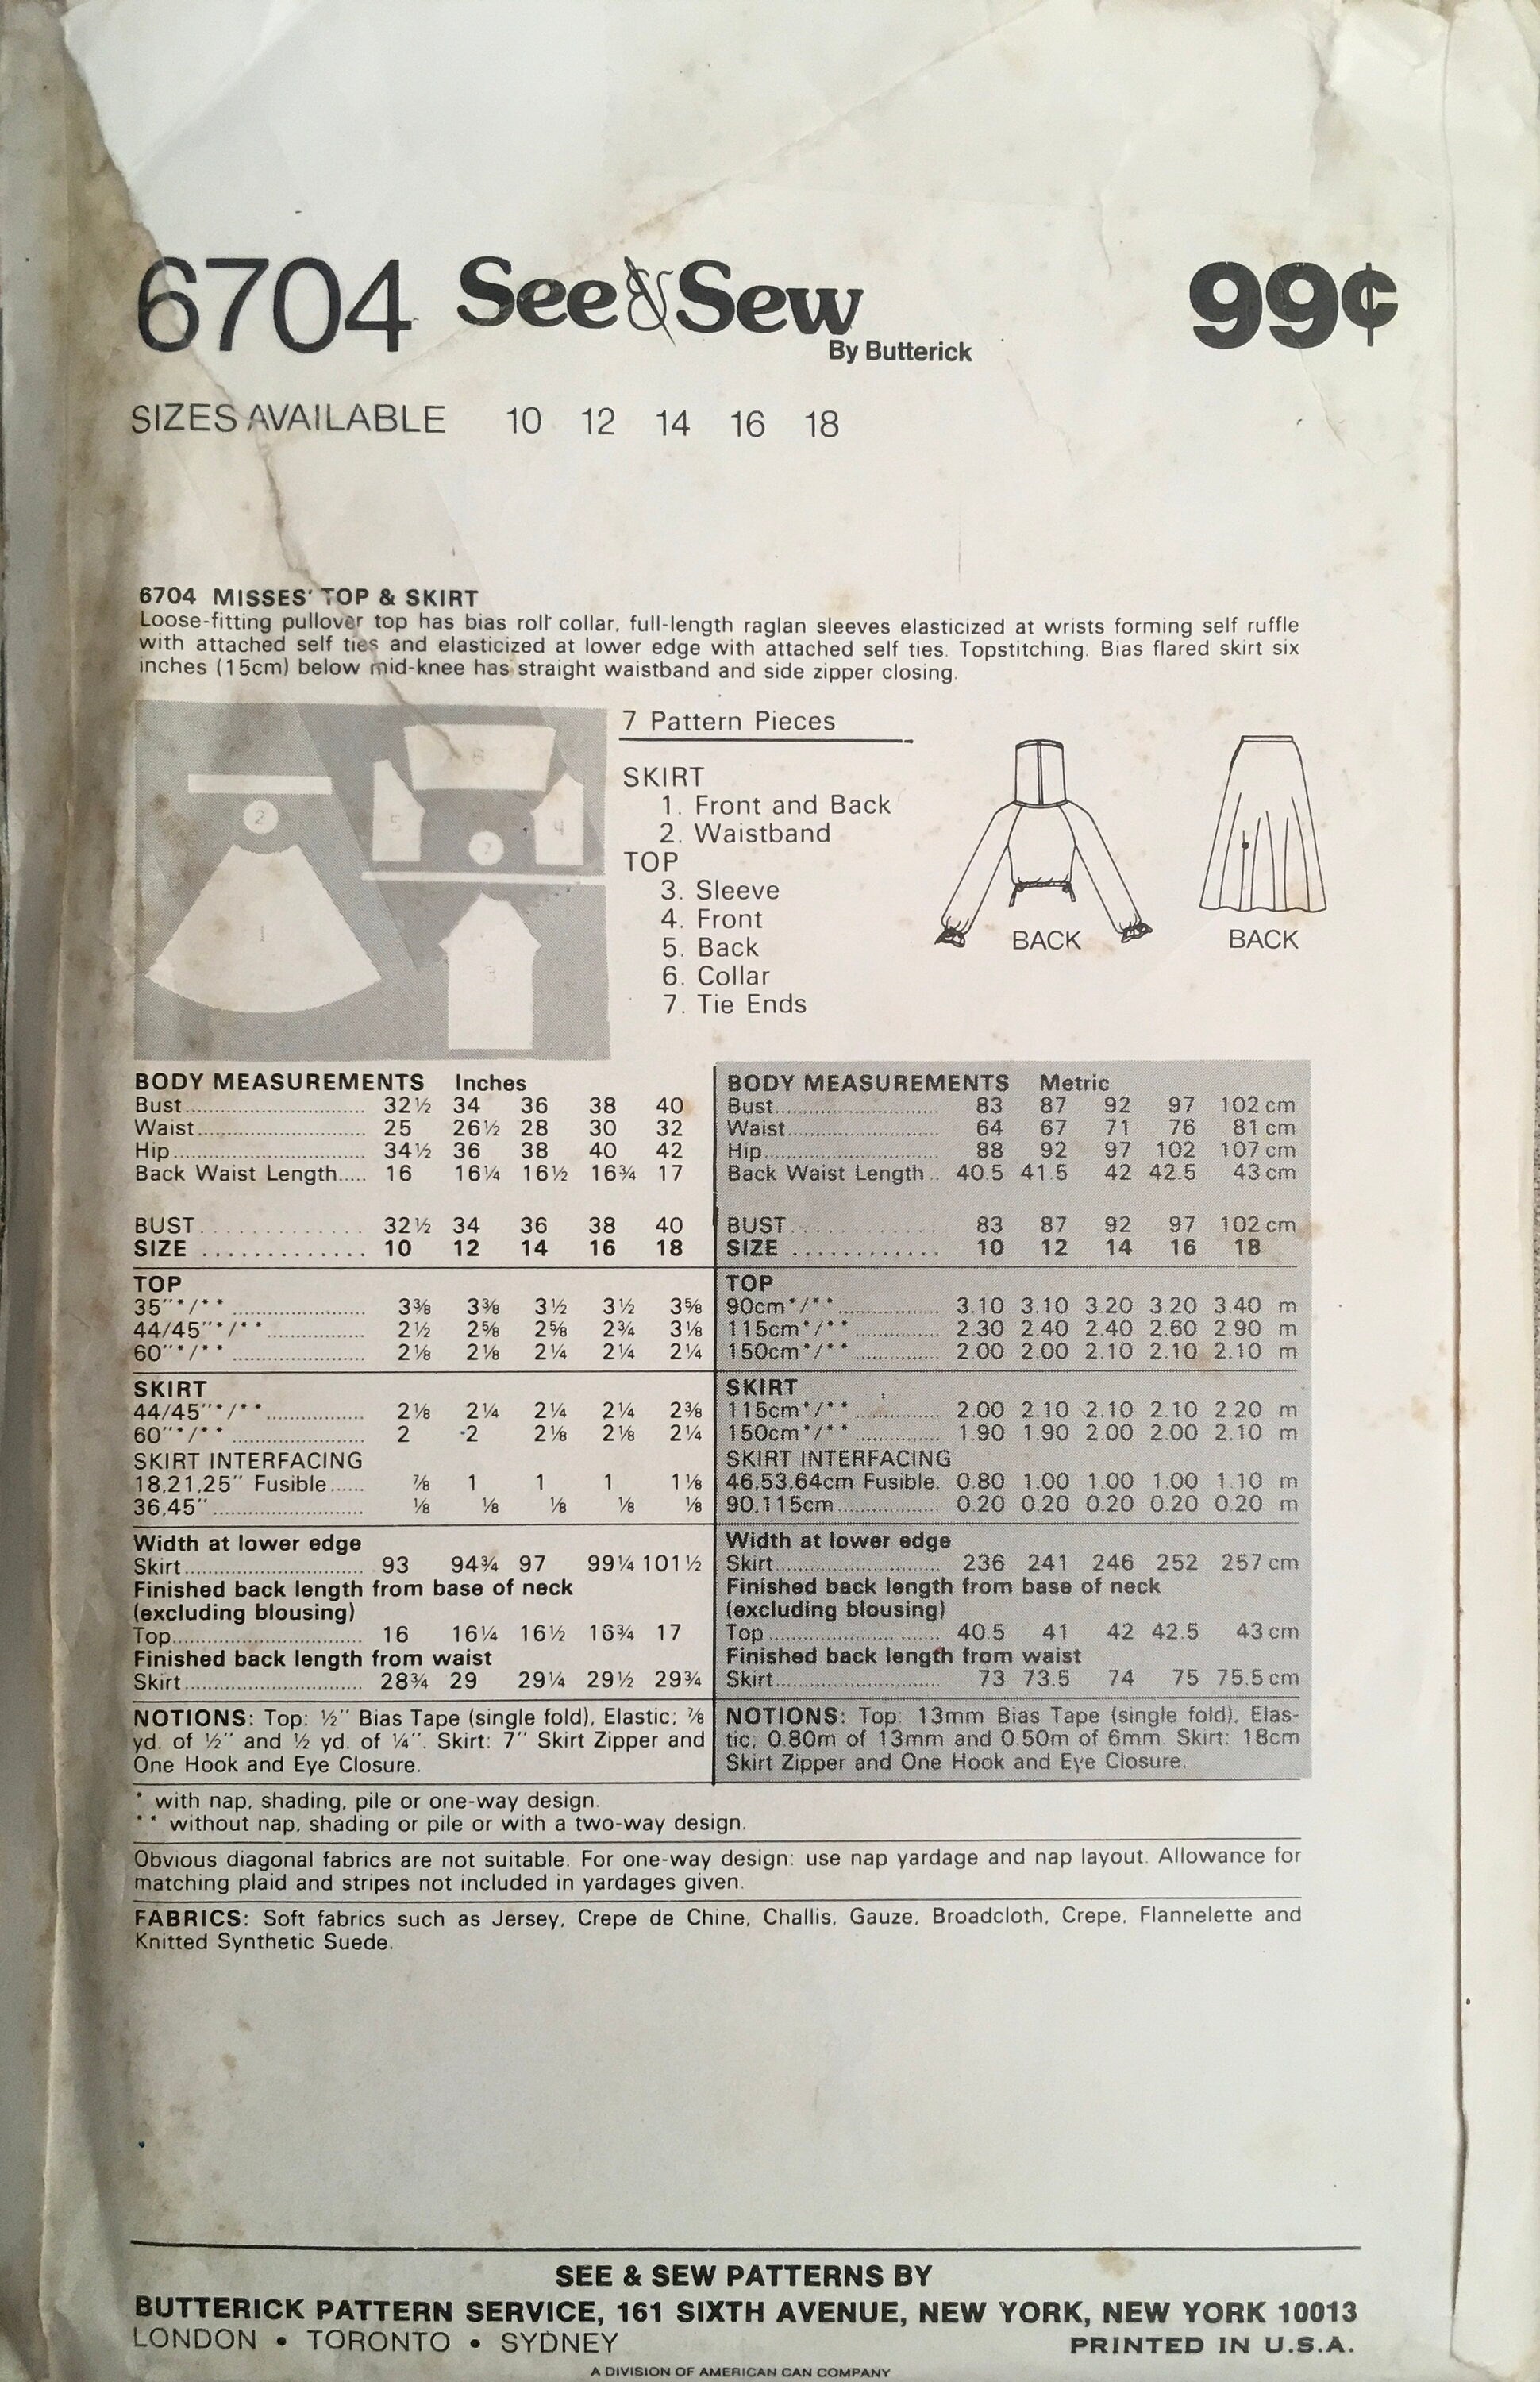 6704 See & Sew 99¢
By Butterick
SIZES AVAILABLE 10 12 14 16 18
6704 MISSES' TOP & SKIRT
Loose-fitting pullover top has bias roll collar, full-length raglan sleeves elasticized at wrists forming self ruffle
with attached self ties and elasticized at lower edge with attached self ties. Topstitching. Bias flared skirt six
inches (15cm) below mid-knee has straight waistband and side zipper closing.
7 Pattern Pieces
SKIRT
1. Front and Back
2. Waistband
TOP
3. Sleeve
4. Front
5. Back
6. Collar
7. Tie Ends
6
2
5
4
7
1
3
BACK
BACK
BODY MEASUREMENTS Inches
Bust 32½ 34 36 38 40
Waist 25 26½ 28 30 32
Hip 34½ 36 38 40 42
Back Waist Length 16 16¼ 16½ 16¾ 17
BUST 32½ 34 36 38 40
SIZE 10 12 14 16 18
TOP
35"*/** 3⅜ 3⅜ 3½ 3½ 3⅝
44/45"*/** 2½ 2⅝ 2⅝ 2¾ 3⅛
60"*/** 2⅛ 2⅛ 2¼ 2¼ 2¼
SKIRT
44/45"*/** 2⅛ 2¼ 2¼ 2¼ 2⅜
60"*/** 2 2 2⅛ 2⅛ 2¼
SKIRT INTERFACING
18,21,25" Fusible ⅞ 1 1 1 1⅛
36,45" ⅛ ⅛ ⅛ ⅛ ⅛
Width at lower edge
Skirt 93 94¾ 97 99¼ 101½
Finished back length from base of neck
(excluding blousing)
Top 16 16¼ 16½ 16¾ 17
Finished back length from waist
Skirt 28¾ 29 29¼ 29½ 29¾
NOTIONS: Top: ½" Bias Tape (single fold), Elastic; ⅞
yd. of ½" and ½ yd. of ¼". Skirt: 7" Skirt Zipper and
One Hook and Eye Closure.
BODY MEASUREMENTS Metric
Bust 83 87 92 97 102 cm
Waist 64 67 71 76 81 cm
Hip 88 92 97 102 107 cm
Back Waist Length 40.5 41.5 42 42.5 43 cm
BUST 83 87 92 97 102 cm
SIZE 10 12 14 16 18
TOP
90cm*/** 3.10 3.10 3.20 3.20 3.40 m
115cm*/** 2.30 2.40 2.40 2.60 2.90 m
150cm*/** 2.00 2.00 2.10 2.10 2.10 m
SKIRT
115cm*/** 2.00 2.10 2.10 2.10 2.20 m
150cm*/** 1.90 1.90 2.00 2.00 2.10 m
SKIRT INTERFACING
46,53,64cm Fusible. 0.80 1.00 1.00 1.00 1.10 m
90,115cm 0.20 0.20 0.20 0.20 0.20 m
Width at lower edge
Skirt 236 241 246 252 257 cm
Finished back length from base of neck
(excluding blousing)
Top 40.5 41 42 42.5 43 cm
Finished back length from waist
Skirt 73 73.5 74 75 75.5 cm
NOTIONS: Top: 13mm Bias Tape (single fold), Elas-
tic; 0.80m of 13mm and 0.50m of 6mm. Skirt: 18cm
Skirt Zipper and One Hook and Eye Closure.
* with nap, shading, pile or one-way design.
** without nap, shading or pile or with a two-way design.
Obvious diagonal fabrics are not suitable. For one-way design: use nap yardage and nap layout. Allowance for
matching plaid and stripes not included in yardages given.
FABRICS: Soft fabrics such as Jersey, Crepe de Chine, Challis, Gauze, Broadcloth, Crepe, Flannelette and
Knitted Synthetic Suede.
SEE & SEW PATTERNS BY
BUTTERICK PATTERN SERVICE, 161 SIXTH AVENUE, NEW YORK, NEW YORK 10013
LONDON • TORONTO • SYDNEY PRINTED IN U.S.A.
A DIVISION OF AMERICAN CAN COMPANY